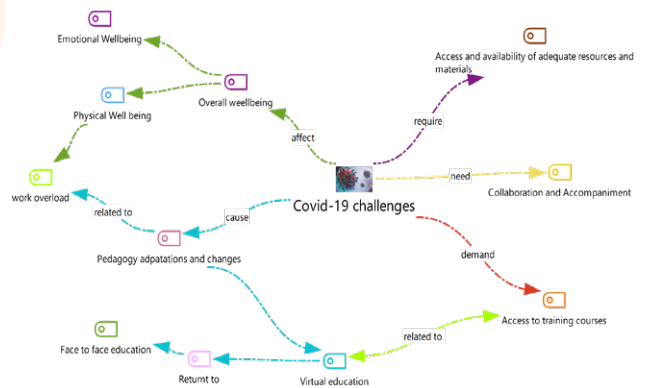 Emotional Wellbeing
Access and availability of adequate resources and
materials
Overall weellbeing
Physical Well being
require
affect
need
work overload
Collaboration and Accompaniment
Covid-19 challenges
related to
cause
demand
Pedagogy adpatations and changes
Access to training courses
related to
Face to face education
Returnt to
Virtual education